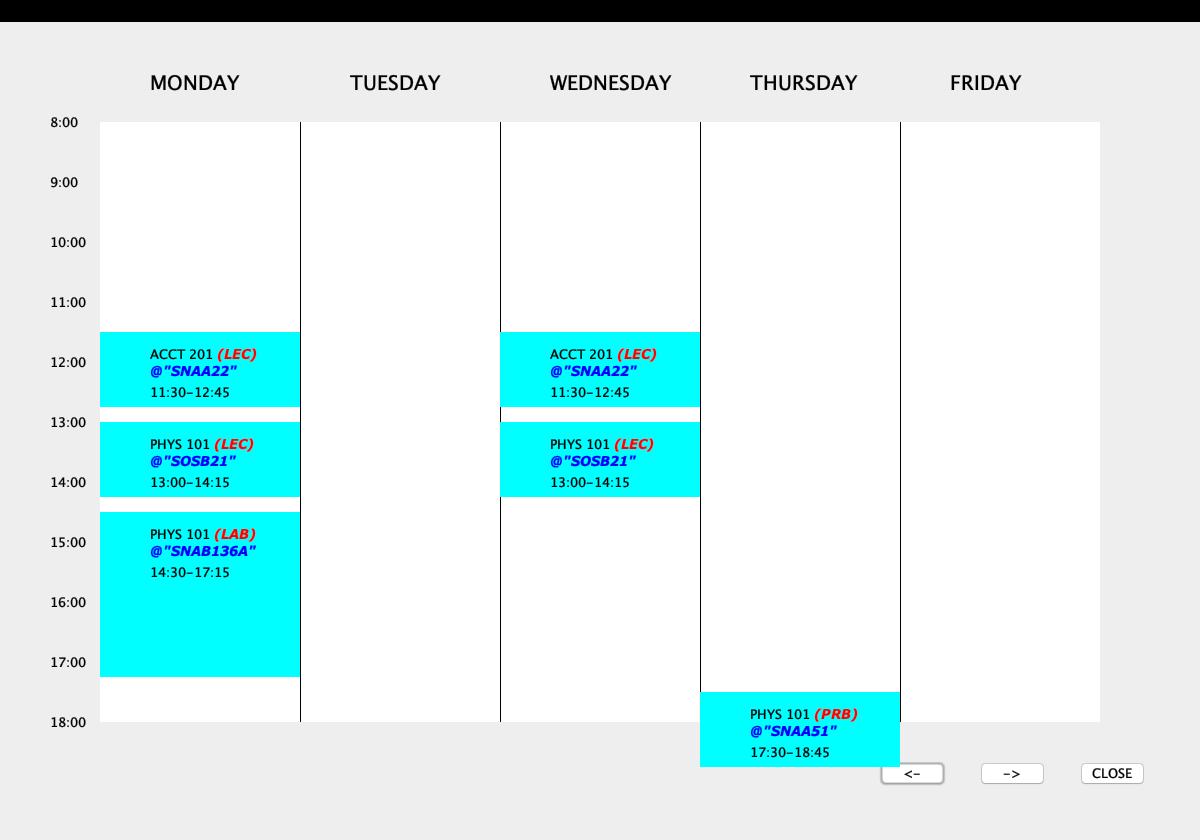 MONDAY TUESDAY WEDNESDAY THURSDAY FRIDAY
8:00
9:00
10:00
11:00
12:00
13:00
14:00
15:00
16:00
17:00
18:00
ACCT 201 (LEC)
@"SNAA22"
11:30-12:45
PHYS 101 (LEC)
@"SOSB21"
13:00-14:15
PHYS 101 (LAB)
@"SNAB136A"
14:30-17:15
ACCT 201 (LEC)
@"SNAA22"
11:30-12:45
PHYS 101 (LEC)
@"SOSB21"
13:00-14:15
PHYS 101 (PRB)
@"SNAA51"
17:30-18:45
<- -> CLOSE